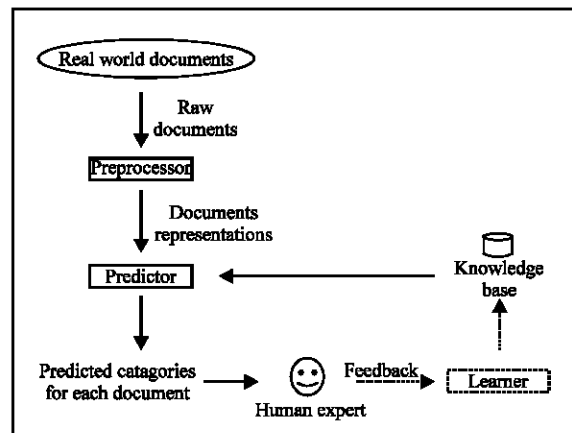 Real world documents
Raw
documents
Preprocessor
Documents
representations
Predictor
Knowledge
base
Predicted catagories
for each document
Human expert
Feedback
Learner